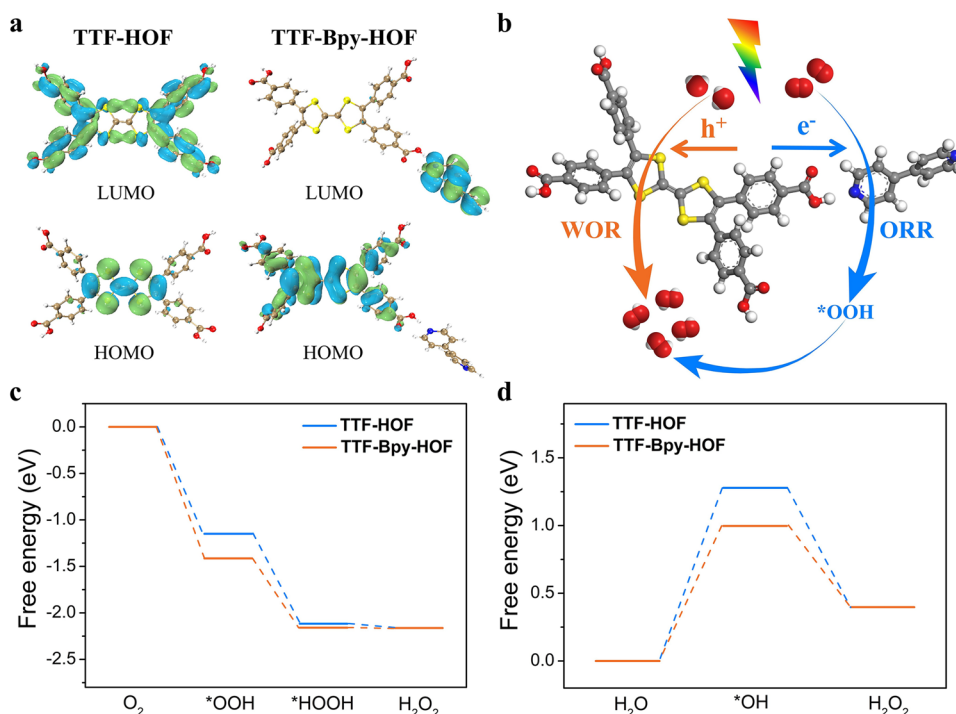 a
TTF-HOF
TTF-Bpy-HOF
LUMO
LUMO
HOMO
HOMO
b
h⁺
e⁻
WOR
ORR
*OOH
c
TTF-HOF
TTF-Bpy-HOF
Free energy (eV)
0.0
-0.5
-1.0
-1.5
-2.0
-2.5
O₂
*OOH
*HOOH
H₂O₂
d
TTF-HOF
TTF-Bpy-HOF
Free energy (eV)
1.5
1.0
0.5
0.0
H₂O
*OH
H₂O₂